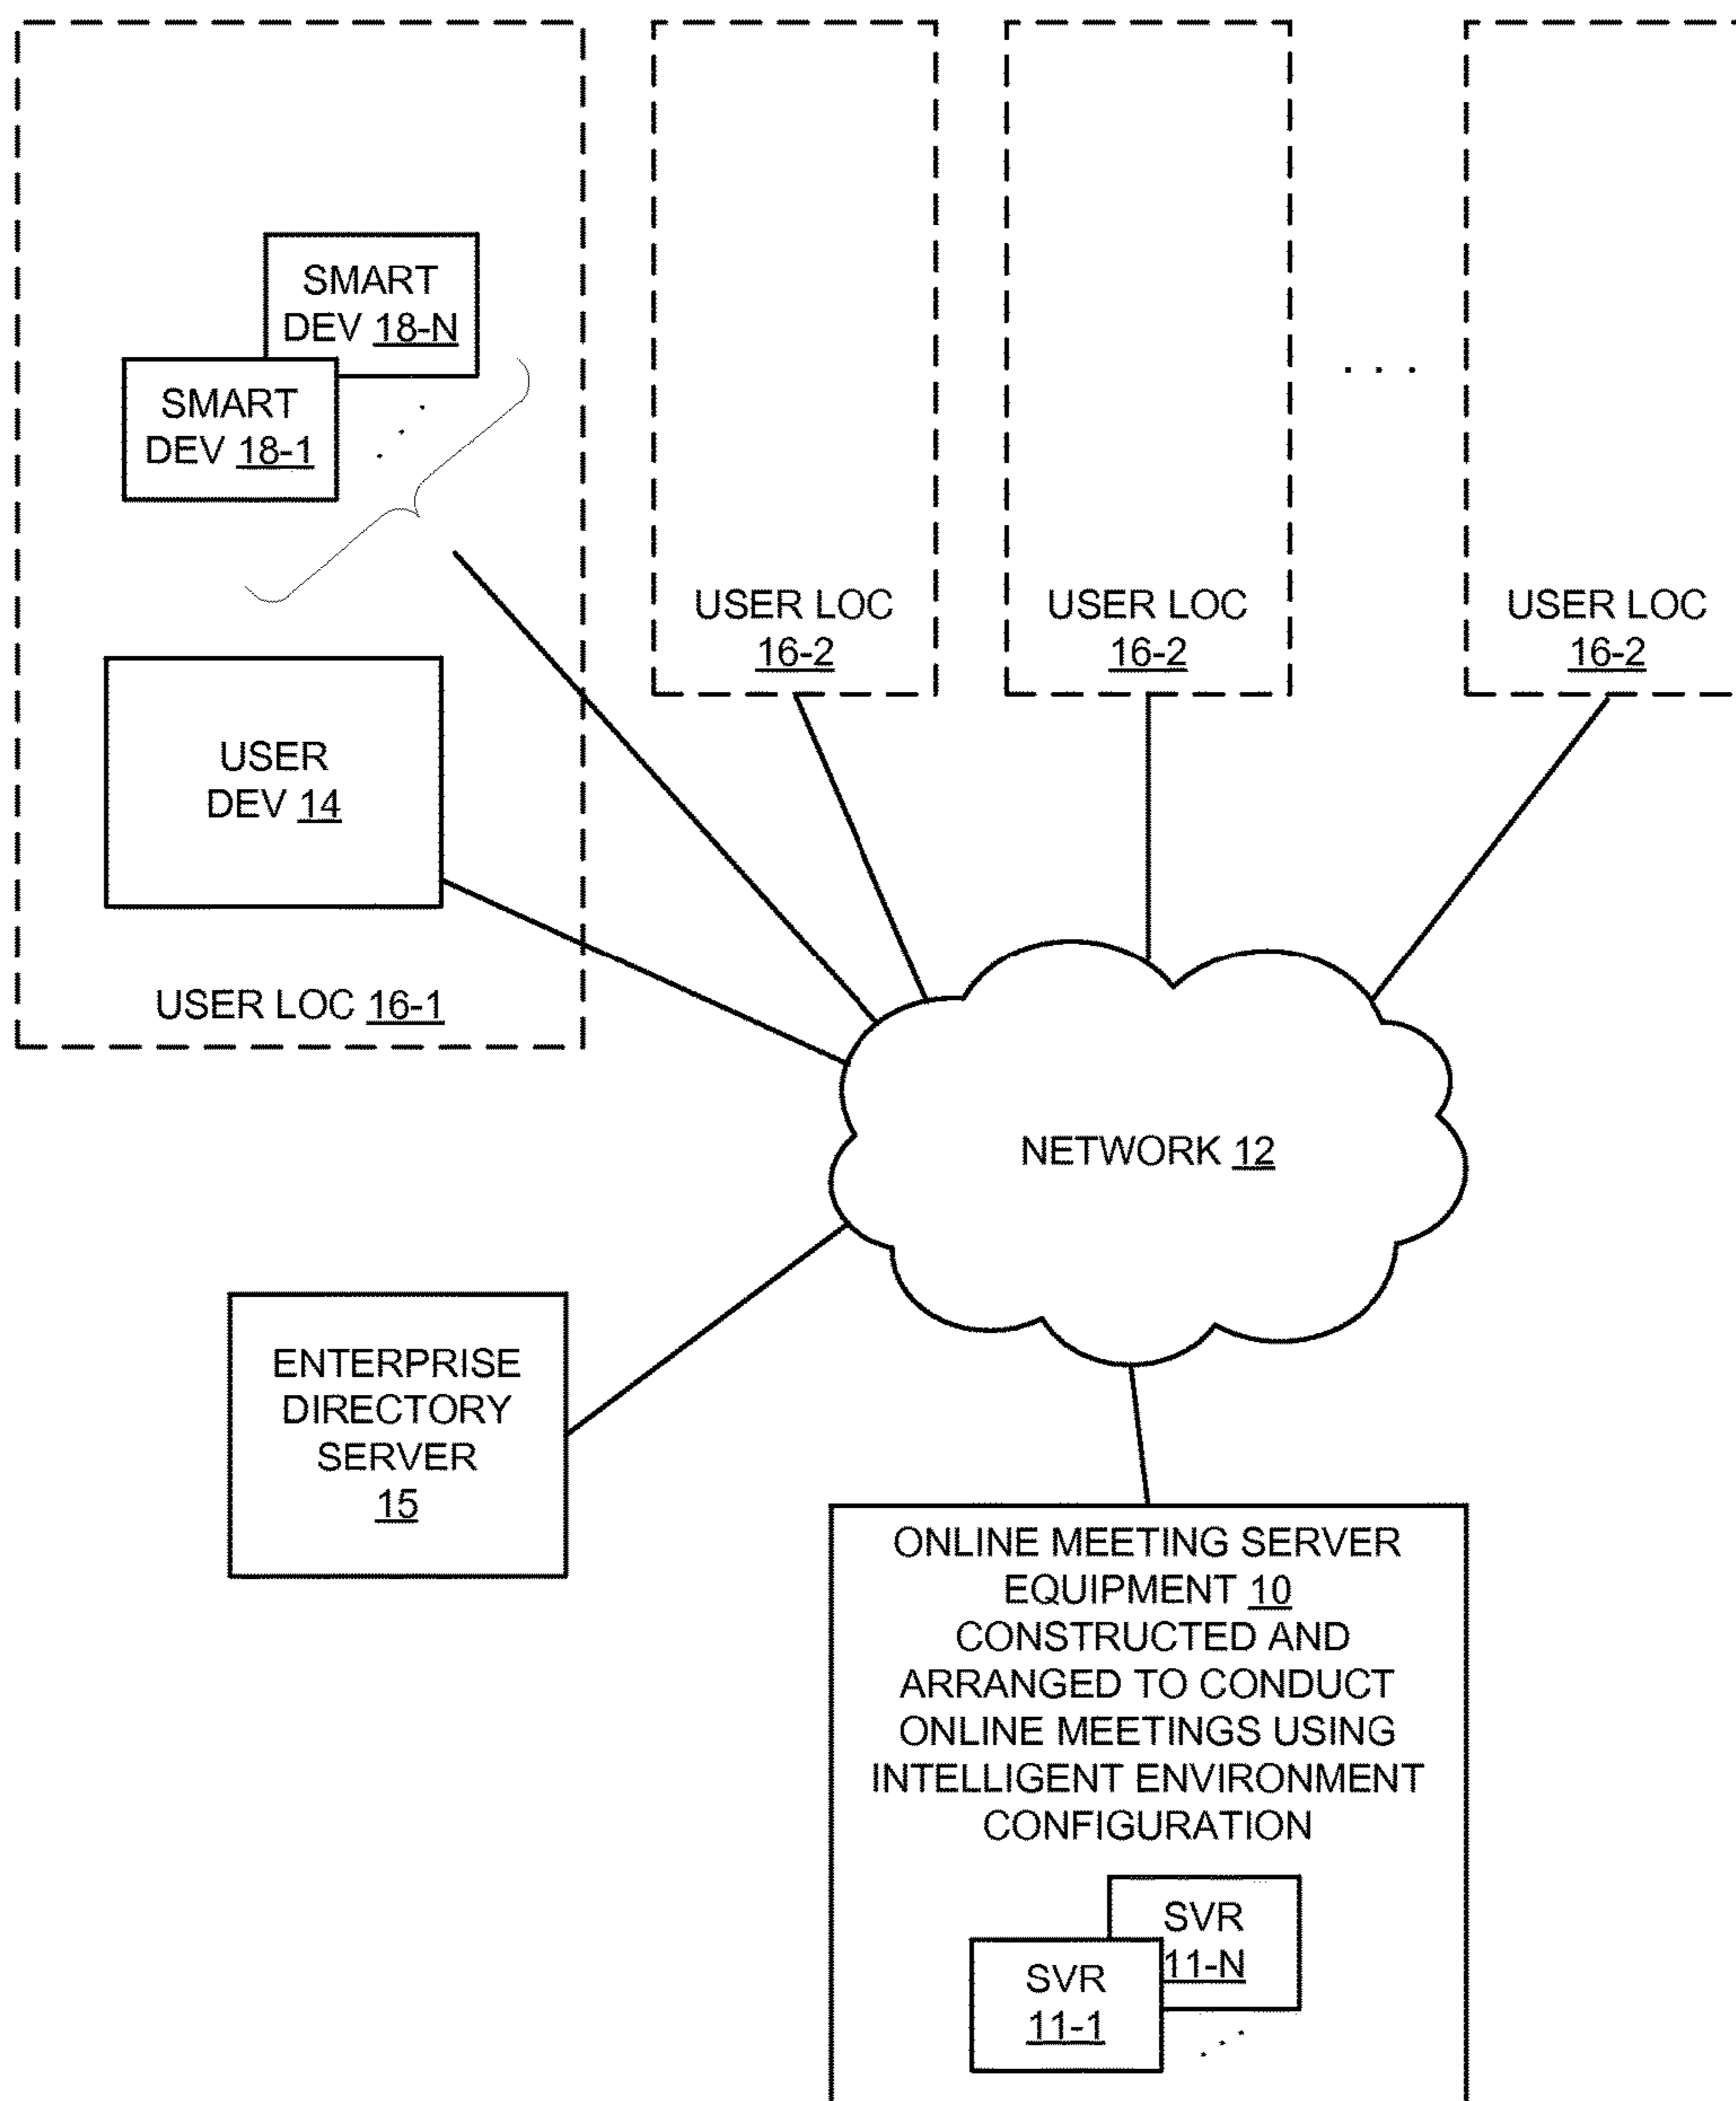 SMART
DEV 18-N
SMART
DEV 18-1
USER LOC
16-2
USER LOC
16-2
. . .
USER LOC
16-2
USER
DEV 14
USER LOC 16-1
NETWORK 12
ENTERPRISE
DIRECTORY
SERVER
15
ONLINE MEETING SERVER
EQUIPMENT 10
CONSTRUCTED AND
ARRANGED TO CONDUCT
ONLINE MEETINGS USING
INTELLIGENT ENVIRONMENT
CONFIGURATION
SVR
11-N
SVR
11-1